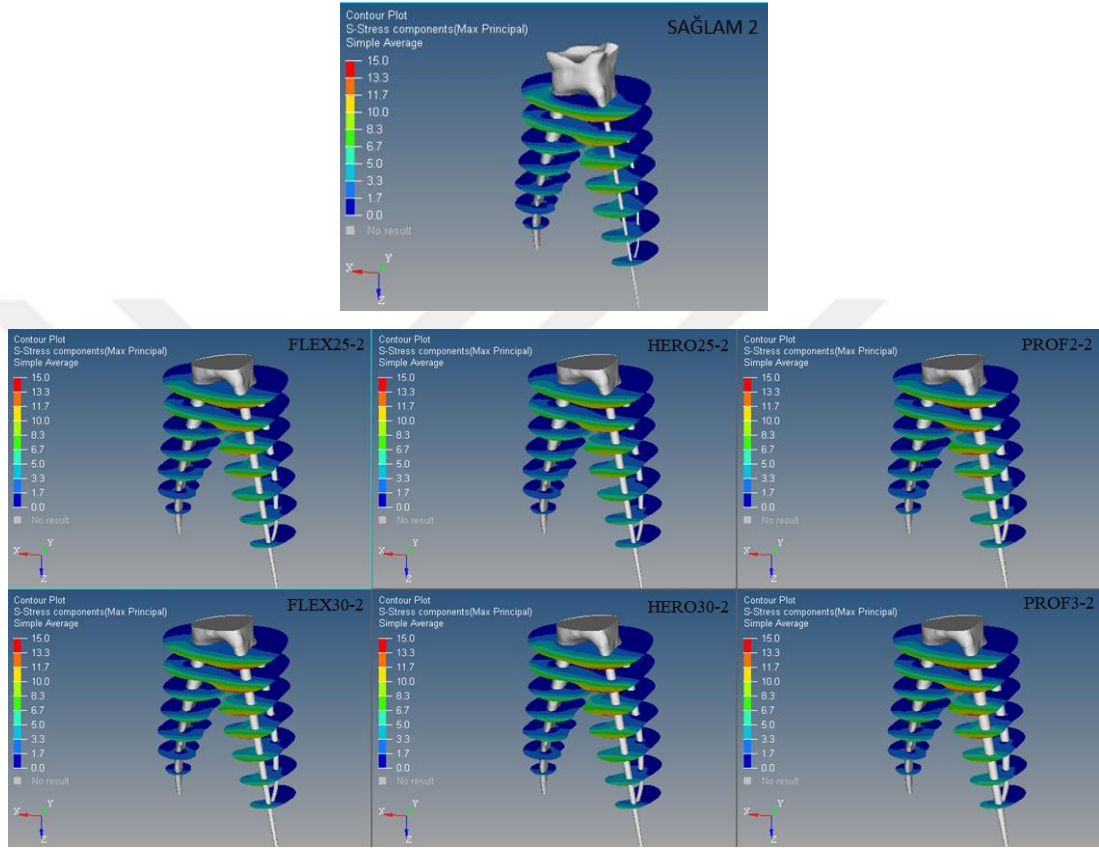 Contour Plot
S-Stress components(Max Principal)
Simple Average
SAĞLAM 2
15.0
13.3
11.7
10.0
8.3
6.7
5.0
3.3
1.7
0.0
No result
X
Y
Z
Contour Plot
S-Stress components(Max Principal)
Simple Average
FLEX25-2
15.0
13.3
11.7
10.0
8.3
6.7
5.0
3.3
1.7
0.0
No result
X
Y
Z
Contour Plot
S-Stress components(Max Principal)
Simple Average
HERO25-2
15.0
13.3
11.7
10.0
8.3
6.7
5.0
3.3
1.7
0.0
No result
X
Y
Z
Contour Plot
S-Stress components(Max Principal)
Simple Average
PROF2-2
15.0
13.3
11.7
10.0
8.3
6.7
5.0
3.3
1.7
0.0
No result
X
Y
Z
Contour Plot
S-Stress components(Max Principal)
Simple Average
FLEX30-2
15.0
13.3
11.7
10.0
8.3
6.7
5.0
3.3
1.7
0.0
No result
X
Y
Z
Contour Plot
S-Stress components(Max Principal)
Simple Average
HERO30-2
15.0
13.3
11.7
10.0
8.3
6.7
5.0
3.3
1.7
0.0
No result
X
Y
Z
Contour Plot
S-Stress components(Max Principal)
Simple Average
PROF3-2
15.0
13.3
11.7
10.0
8.3
6.7
5.0
3.3
1.7
0.0
No result
X
Y
Z